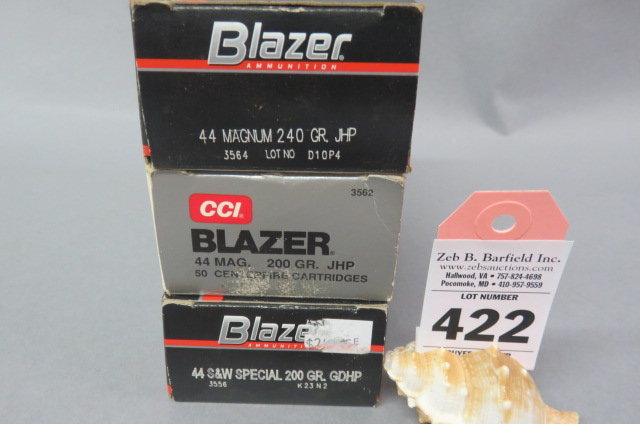 Blazer
AMMUNITION
44 MAGNUM 240 GR. JHP
3564 LOT NO D10P4
3562
CCI
BLAZER
44 MAG. 200 GR. JHP
50 CENTERFIRE CARTRIDGES
Blazer
AMMUNITION
44 S&W SPECIAL 200 GR. GDHP
3556 K23N2
Zeb B. Barfield Inc.
www.zebsauctions.com
Hallwood, VA • 757-824-4698
Pocomoke, MD • 410-957-9559
LOT NUMBER
422